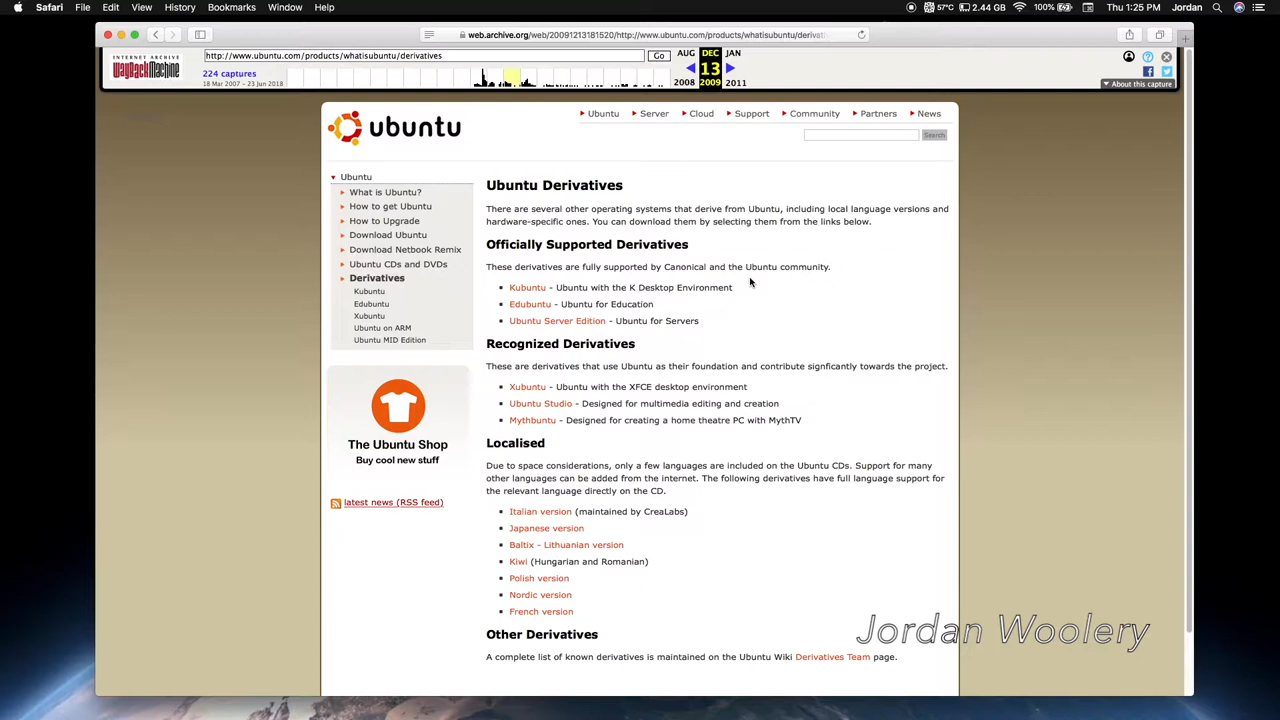 Safari File Edit View History Bookmarks Window Help 57°C 2.44 GB 100% Thu 1:25 PM Jordan
web.archive.org/web/20091213181520/http://www.ubuntu.com/products/whatisubuntu/derivati
INTERNET ARCHIVE
WayBackMachine
http://www.ubuntu.com/products/whatisubuntu/derivatives Go
224 captures
18 Mar 2007 - 23 Jun 2018
AUG DEC JAN
13
2008 2009 2011
About this capture
ubuntu
Ubuntu Server Cloud Support Community Partners News
Search
Ubuntu
What is Ubuntu?
How to get Ubuntu
How to Upgrade
Download Ubuntu
Download Netbook Remix
Ubuntu CDs and DVDs
Derivatives
Kubuntu
Edubuntu
Xubuntu
Ubuntu on ARM
Ubuntu MID Edition
The Ubuntu Shop
Buy cool new stuff
latest news (RSS feed)
Ubuntu Derivatives
There are several other operating systems that derive from Ubuntu, including local language versions and
hardware-specific ones. You can download them by selecting them from the links below.
Officially Supported Derivatives
These derivatives are fully supported by Canonical and the Ubuntu community.
Kubuntu - Ubuntu with the K Desktop Environment
Edubuntu - Ubuntu for Education
Ubuntu Server Edition - Ubuntu for Servers
Recognized Derivatives
These are derivatives that use Ubuntu as their foundation and contribute signficantly towards the project.
Xubuntu - Ubuntu with the XFCE desktop environment
Ubuntu Studio - Designed for multimedia editing and creation
Mythbuntu - Designed for creating a home theatre PC with MythTV
Localised
Due to space considerations, only a few languages are included on the Ubuntu CDs. Support for many
other languages can be added from the internet. The following derivatives have full language support for
the relevant language directly on the CD.
Italian version (maintained by CreaLabs)
Japanese version
Baltix - Lithuanian version
Kiwi (Hungarian and Romanian)
Polish version
Nordic version
French version
Other Derivatives
A complete list of known derivatives is maintained on the Ubuntu Wiki Derivatives Team page.
Jordan Woolery